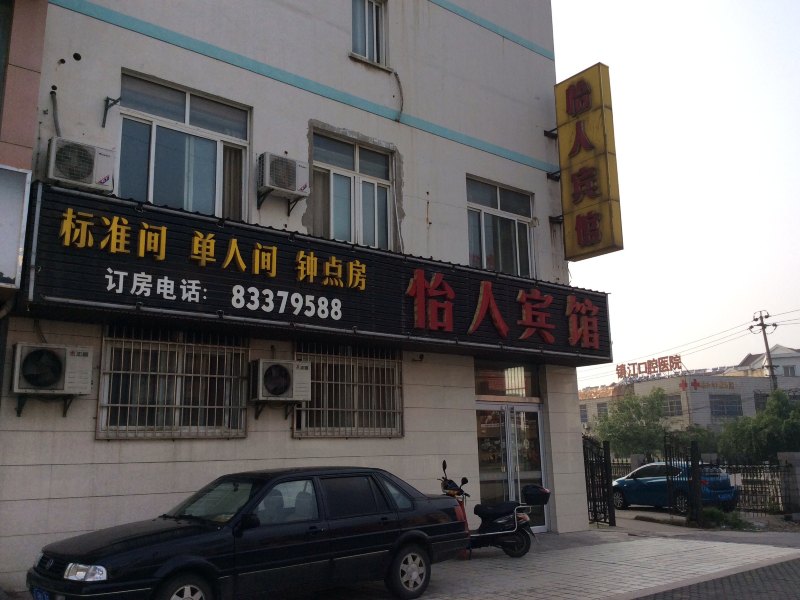 怡人宾馆
标准间 单人间 钟点房
订房电话: 83379588
怡人宾馆
镇江口腔医院